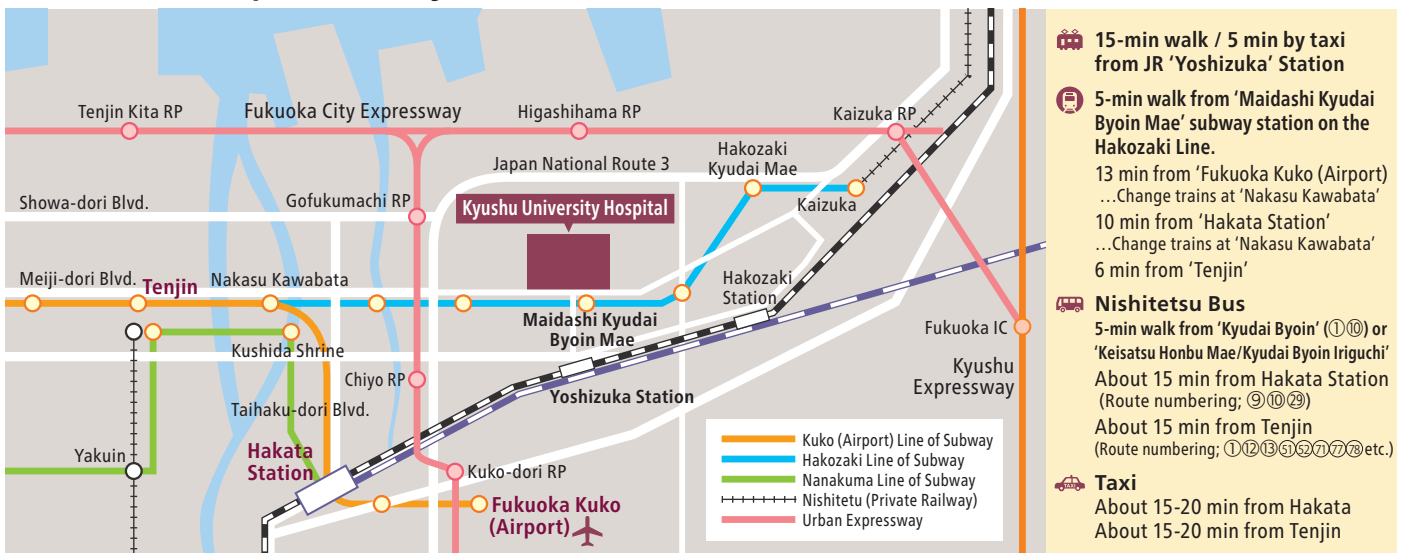 Tenjin Kita RP
Fukuoka City Expressway
Higashihama RP
Kaizuka RP
Japan National Route 3
Hakozaki
Kyudai Mae
Showa-dori Blvd.
Gofukumachi RP
Kyushu University Hospital
Kaizuka
Meiji-dori Blvd.
Tenjin
Nakasu Kawabata
Hakozaki
Station
Maidashi Kyudai
Byoin Mae
Fukuoka IC
Kushida Shrine
Chiyo RP
Yoshizuka Station
Kyushu
Expressway
Taihaku-dori Blvd.
Yakuin
Hakata
Station
Kuko-dori RP
Fukuoka Kuko
(Airport)
Kuko (Airport) Line of Subway
Hakozaki Line of Subway
Nanakuma Line of Subway
Nishitetu (Private Railway)
Urban Expressway
15-min walk / 5 min by taxi
from JR 'Yoshizuka' Station
5-min walk from 'Maidashi Kyudai
Byoin Mae' subway station on the
Hakozaki Line.
13 min from 'Fukuoka Kuko (Airport)
…Change trains at 'Nakasu Kawabata'
10 min from 'Hakata Station'
…Change trains at 'Nakasu Kawabata'
6 min from 'Tenjin'
Nishitetsu Bus
5-min walk from 'Kyudai Byoin' (①⑩) or
'Keisatsu Honbu Mae/Kyudai Byoin Iriguchi'
About 15 min from Hakata Station
(Route numbering; ⑨⑩㉙)
About 15 min from Tenjin
(Route numbering; ①⑫⑬51 52 71 77 78 etc.)
TAXI
Taxi
About 15-20 min from Hakata
About 15-20 min from Tenjin